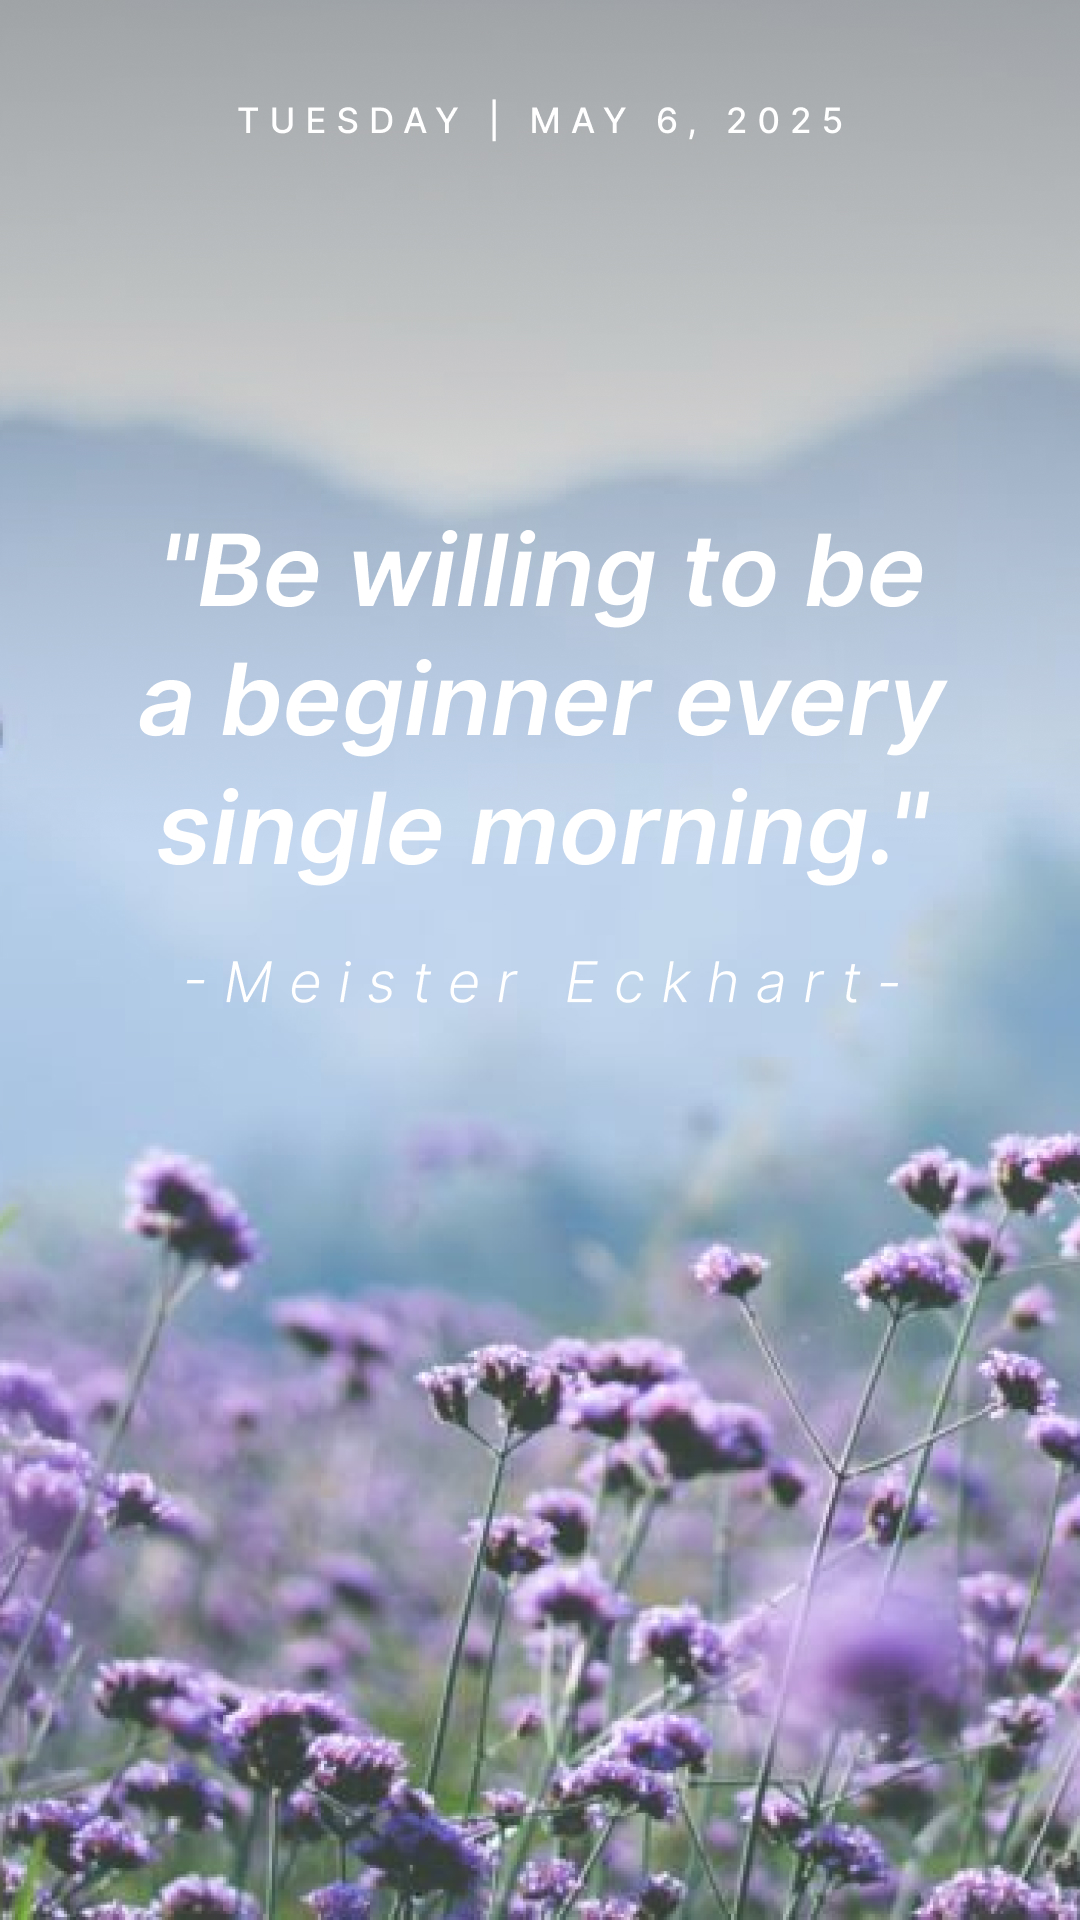 TUESDAY | MAY 6, 2025
"Be willing to be
a beginner every
single morning."
-Meister Eckhart-